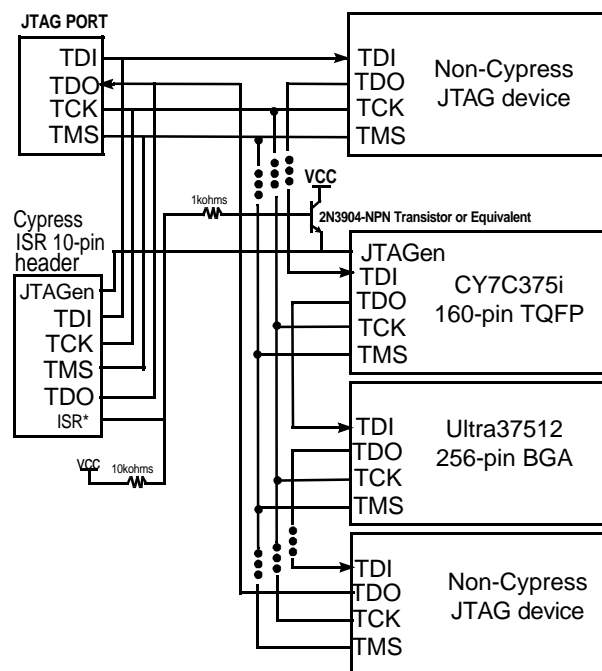 JTAG PORT
TDI
TDO
TCK
TMS
TDI
TDO
TCK
TMS
Non-Cypress
JTAG device
VCC
1kohms
2N3904-NPN Transistor or Equivalent
Cypress
ISR 10-pin
header
JTAGen
TDI
TCK
TMS
TDO
ISR*
VCC
10kohms
JTAGen
TDI
TDO
TCK
TMS
CY7C375i
160-pin TQFP
TDI
TDO
TCK
TMS
Ultra37512
256-pin BGA
TDI
TDO
TCK
TMS
Non-Cypress
JTAG device